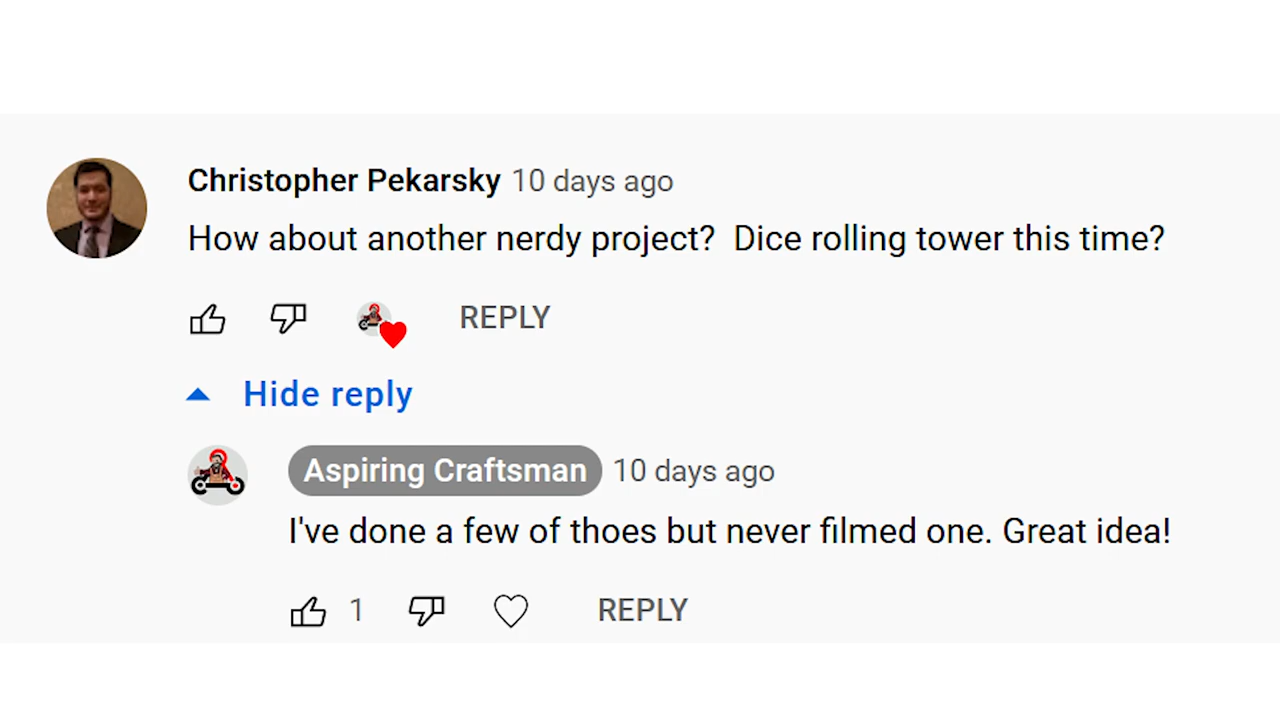 Christopher Pekarsky 10 days ago
How about another nerdy project?  Dice rolling tower this time?
REPLY
Hide reply
Aspiring Craftsman 10 days ago
I've done a few of thoes but never filmed one. Great idea!
1 REPLY